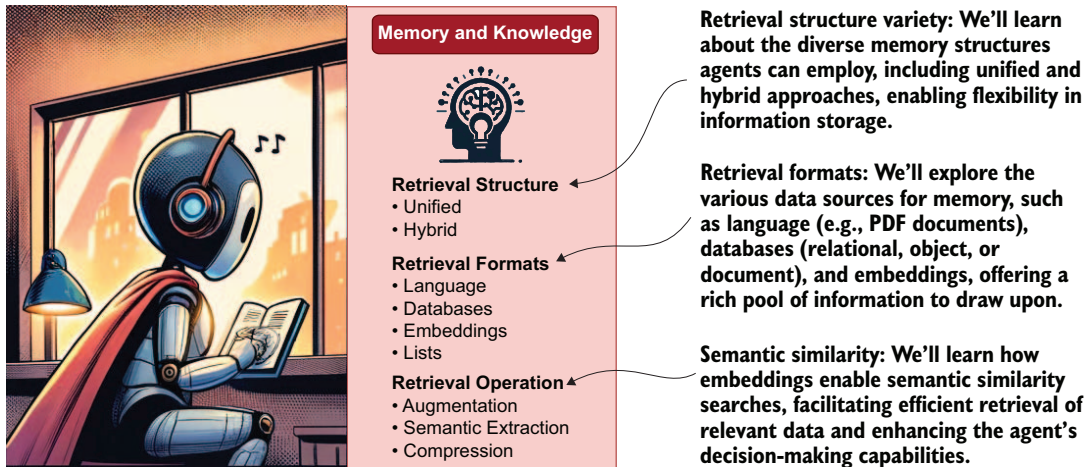 Memory and Knowledge
Retrieval Structure
• Unified
• Hybrid
Retrieval Formats
• Language
• Databases
• Embeddings
• Lists
Retrieval Operation
• Augmentation
• Semantic Extraction
• Compression
Retrieval structure variety: We’ll learn
about the diverse memory structures
agents can employ, including unified and
hybrid approaches, enabling flexibility in
information storage.
Retrieval formats: We’ll explore the
various data sources for memory, such
as language (e.g., PDF documents),
databases (relational, object, or
document), and embeddings, offering a
rich pool of information to draw upon.
Semantic similarity: We’ll learn how
embeddings enable semantic similarity
searches, facilitating efficient retrieval of
relevant data and enhancing the agent’s
decision-making capabilities.